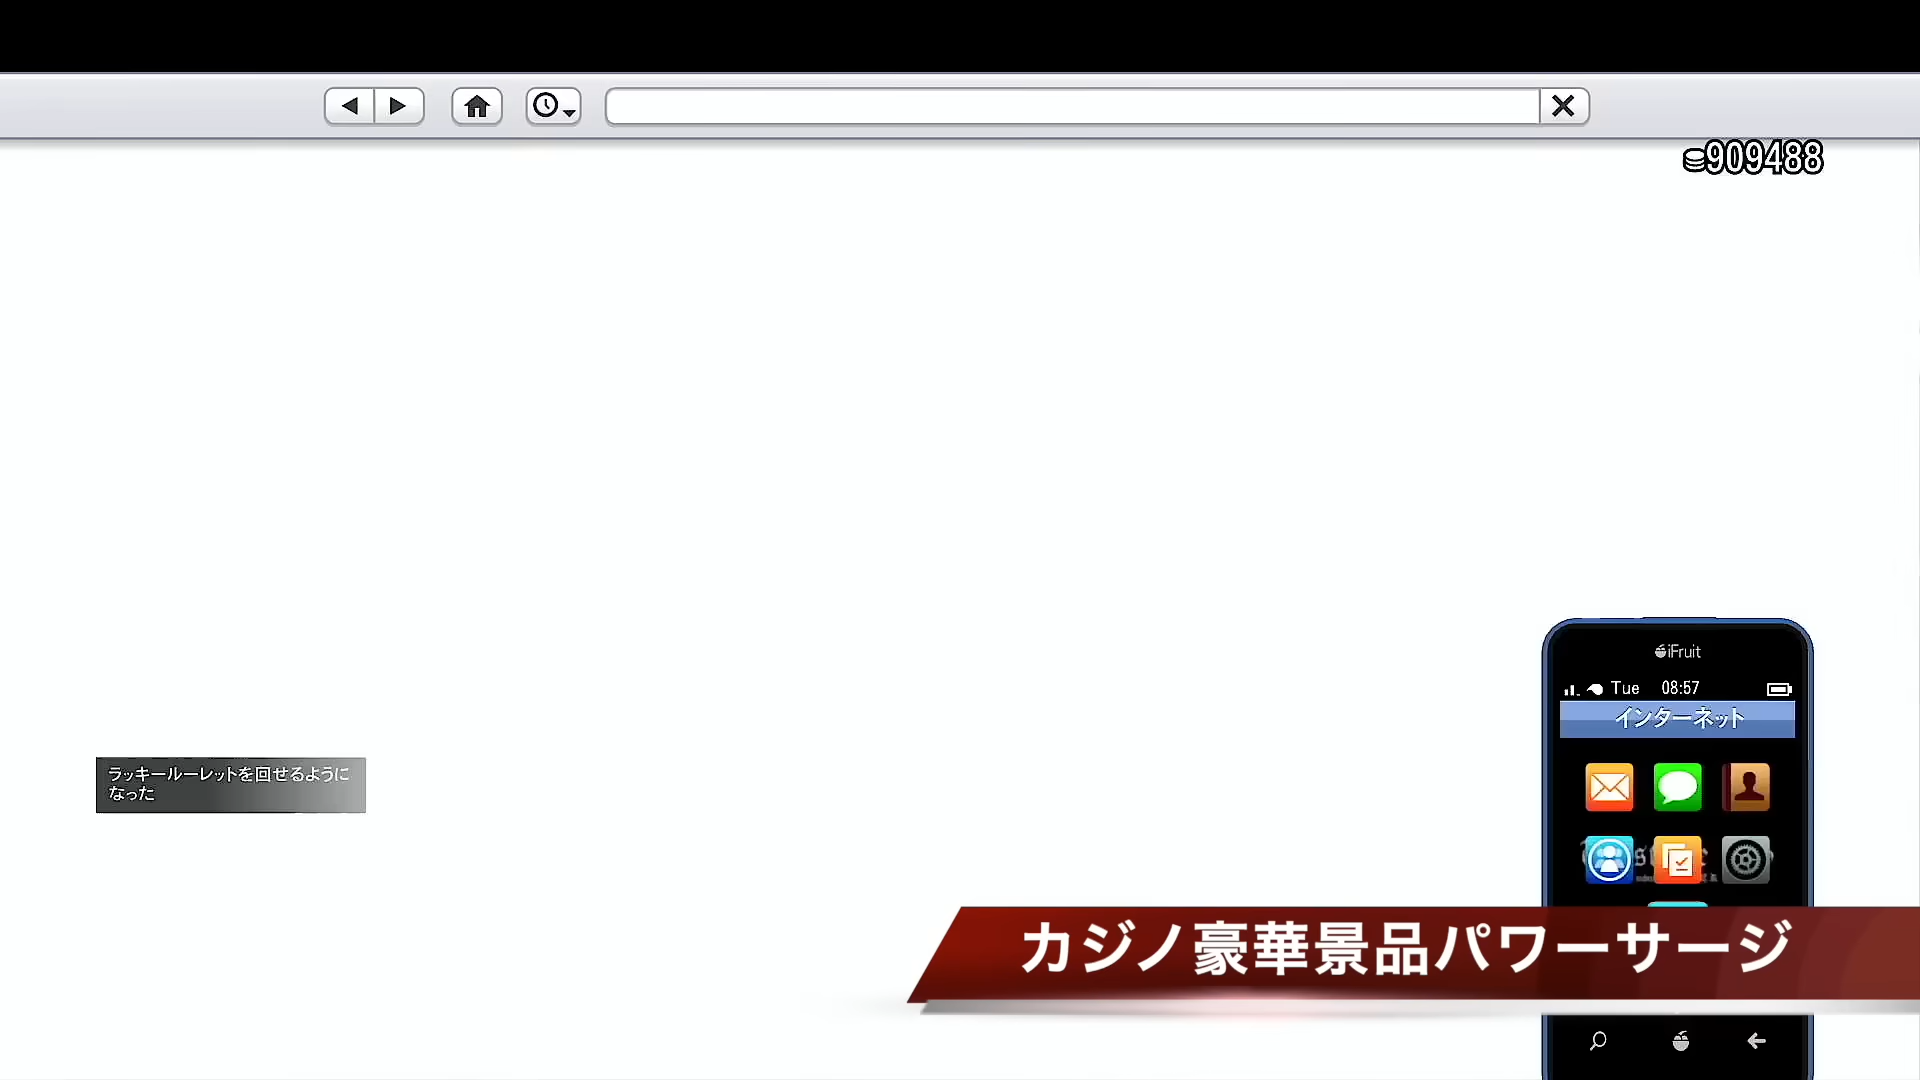 909488
iFruit
Tue 08:57
インターネット
ラッキールーレットを回せるように
なった
カジノ豪華景品パワーサージ